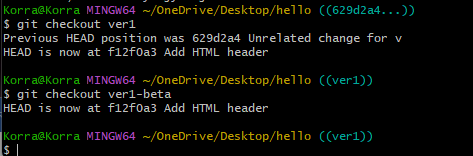 Korra@Korra MINGW64 ~/OneDrive/Desktop/hello ((629d2a4...))
$ git checkout ver1
Previous HEAD position was 629d2a4 Unrelated change for v
HEAD is now at f12f0a3 Add HTML header
Korra@Korra MINGW64 ~/OneDrive/Desktop/hello ((ver1))
$ git checkout ver1-beta
HEAD is now at f12f0a3 Add HTML header
Korra@Korra MINGW64 ~/OneDrive/Desktop/hello ((ver1))
$